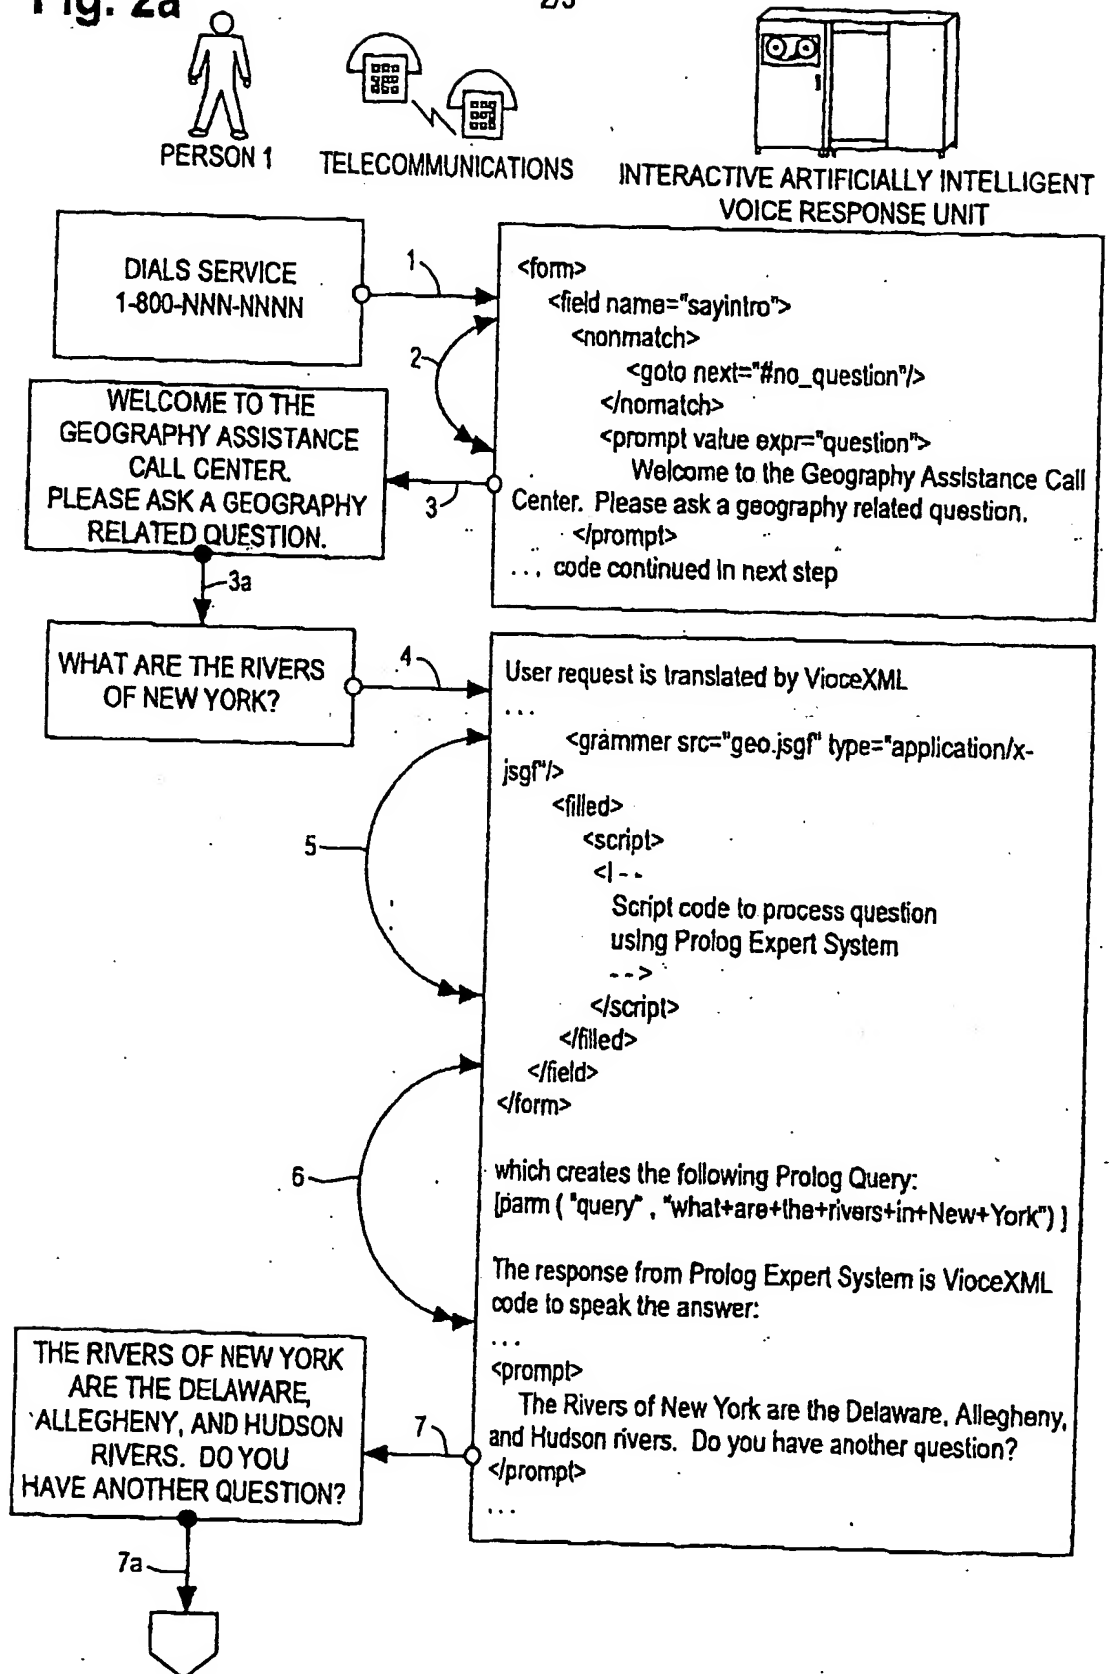 Fig. 2a
2/5
PERSON 1
TELECOMMUNICATIONS
INTERACTIVE ARTIFICIALLY INTELLIGENT
VOICE RESPONSE UNIT
DIALS SERVICE
1-800-NNN-NNNN
1
2
<form>
<field name="sayintro">
<nonmatch>
<goto next="#no_question"/>
</nomatch>
<prompt value expr="question">
Welcome to the Geography Assistance Call
Center. Please ask a geography related question.
</prompt>
... code continued in next step
WELCOME TO THE
GEOGRAPHY ASSISTANCE
CALL CENTER.
PLEASE ASK A GEOGRAPHY
RELATED QUESTION.
3
3a
WHAT ARE THE RIVERS
OF NEW YORK?
4
User request is translated by VioceXML
...
<grammer src="geo.jsgf" type="application/x-
jsgf"/>
<filled>
<script>
<!--
Script code to process question
using Prolog Expert System
-->
</script>
</filled>
</field>
</form>
5
6
which creates the following Prolog Query:
[parm ( "query" , "what+are+the+rivers+in+New+York") ]
The response from Prolog Expert System is VioceXML
code to speak the answer:
...
<prompt>
The Rivers of New York are the Delaware, Allegheny,
and Hudson rivers. Do you have another question?
</prompt>
...
THE RIVERS OF NEW YORK
ARE THE DELAWARE,
ALLEGHENY, AND HUDSON
RIVERS. DO YOU
HAVE ANOTHER QUESTION?
7
7a